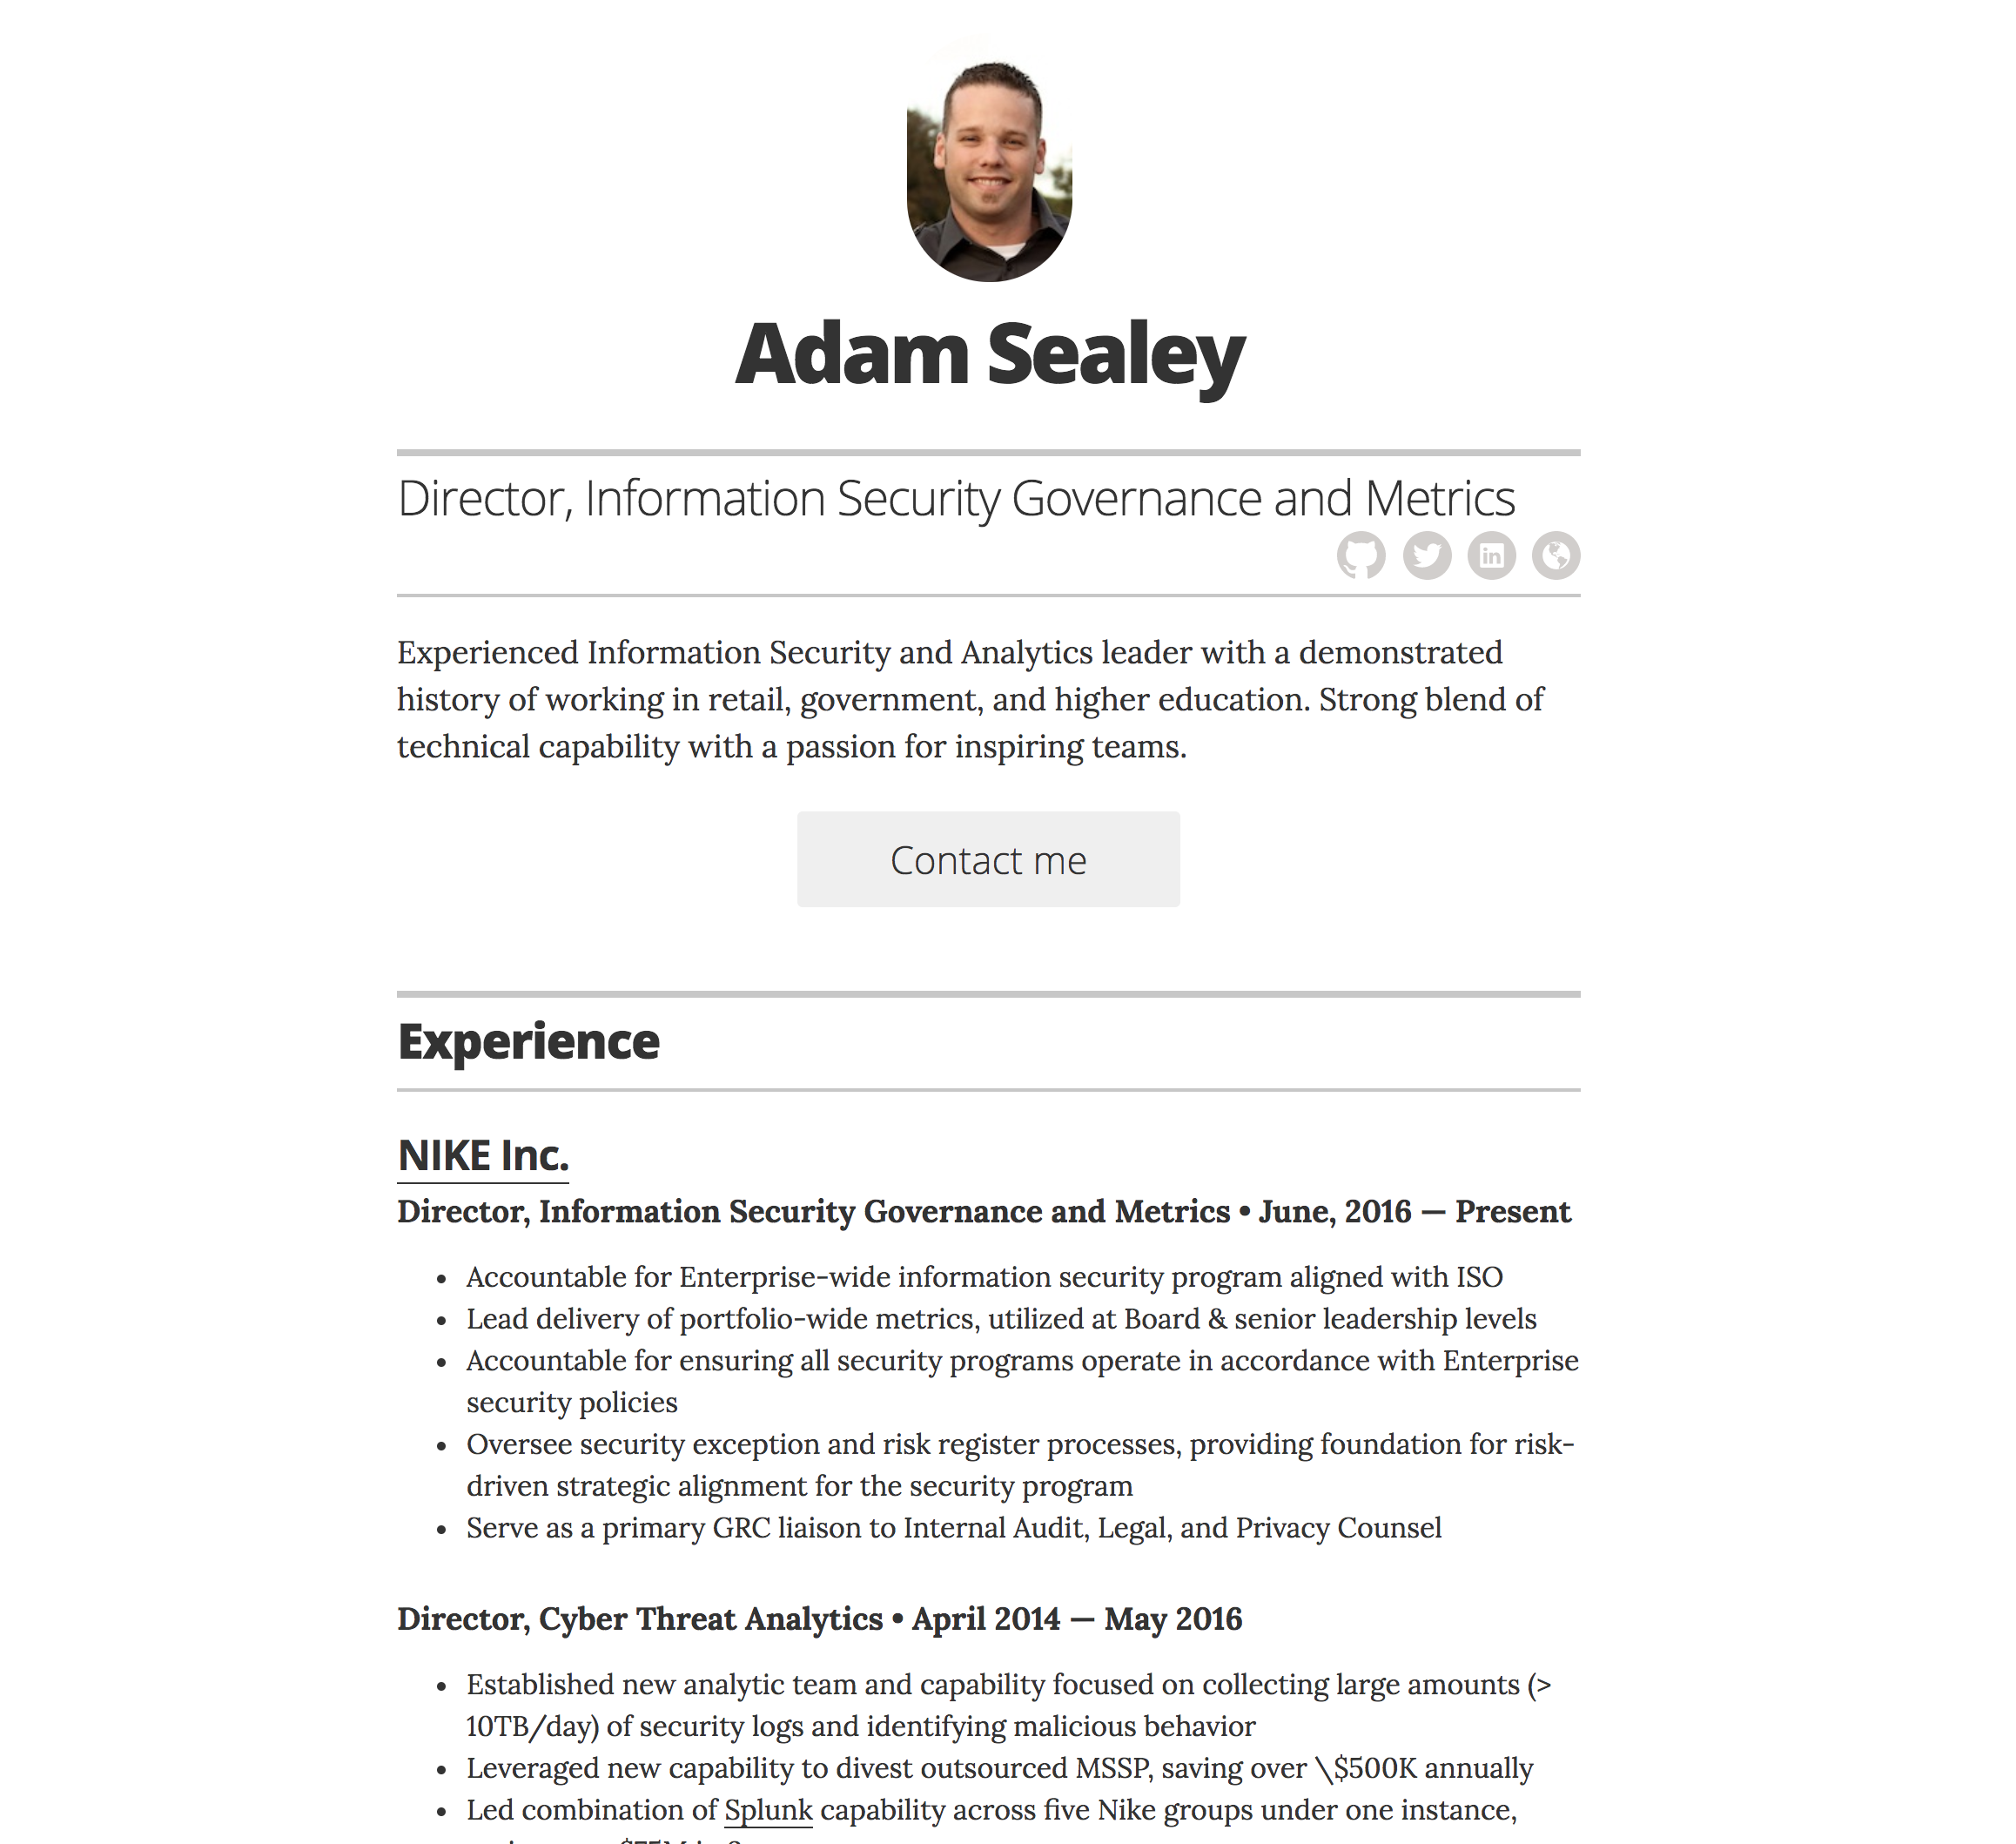 Adam Sealey
Director, Information Security Governance and Metrics
in
Experienced Information Security and Analytics leader with a demonstrated
history of working in retail, government, and higher education. Strong blend of
technical capability with a passion for inspiring teams.
Contact me
Experience
NIKE Inc.
Director, Information Security Governance and Metrics • June, 2016 — Present
• Accountable for Enterprise-wide information security program aligned with ISO
• Lead delivery of portfolio-wide metrics, utilized at Board & senior leadership levels
• Accountable for ensuring all security programs operate in accordance with Enterprise
security policies
• Oversee security exception and risk register processes, providing foundation for risk-
driven strategic alignment for the security program
• Serve as a primary GRC liaison to Internal Audit, Legal, and Privacy Counsel
Director, Cyber Threat Analytics • April 2014 — May 2016
• Established new analytic team and capability focused on collecting large amounts (>
10TB/day) of security logs and identifying malicious behavior
• Leveraged new capability to divest outsourced MSSP, saving over \$500K annually
• Led combination of Splunk capability across five Nike groups under one instance,